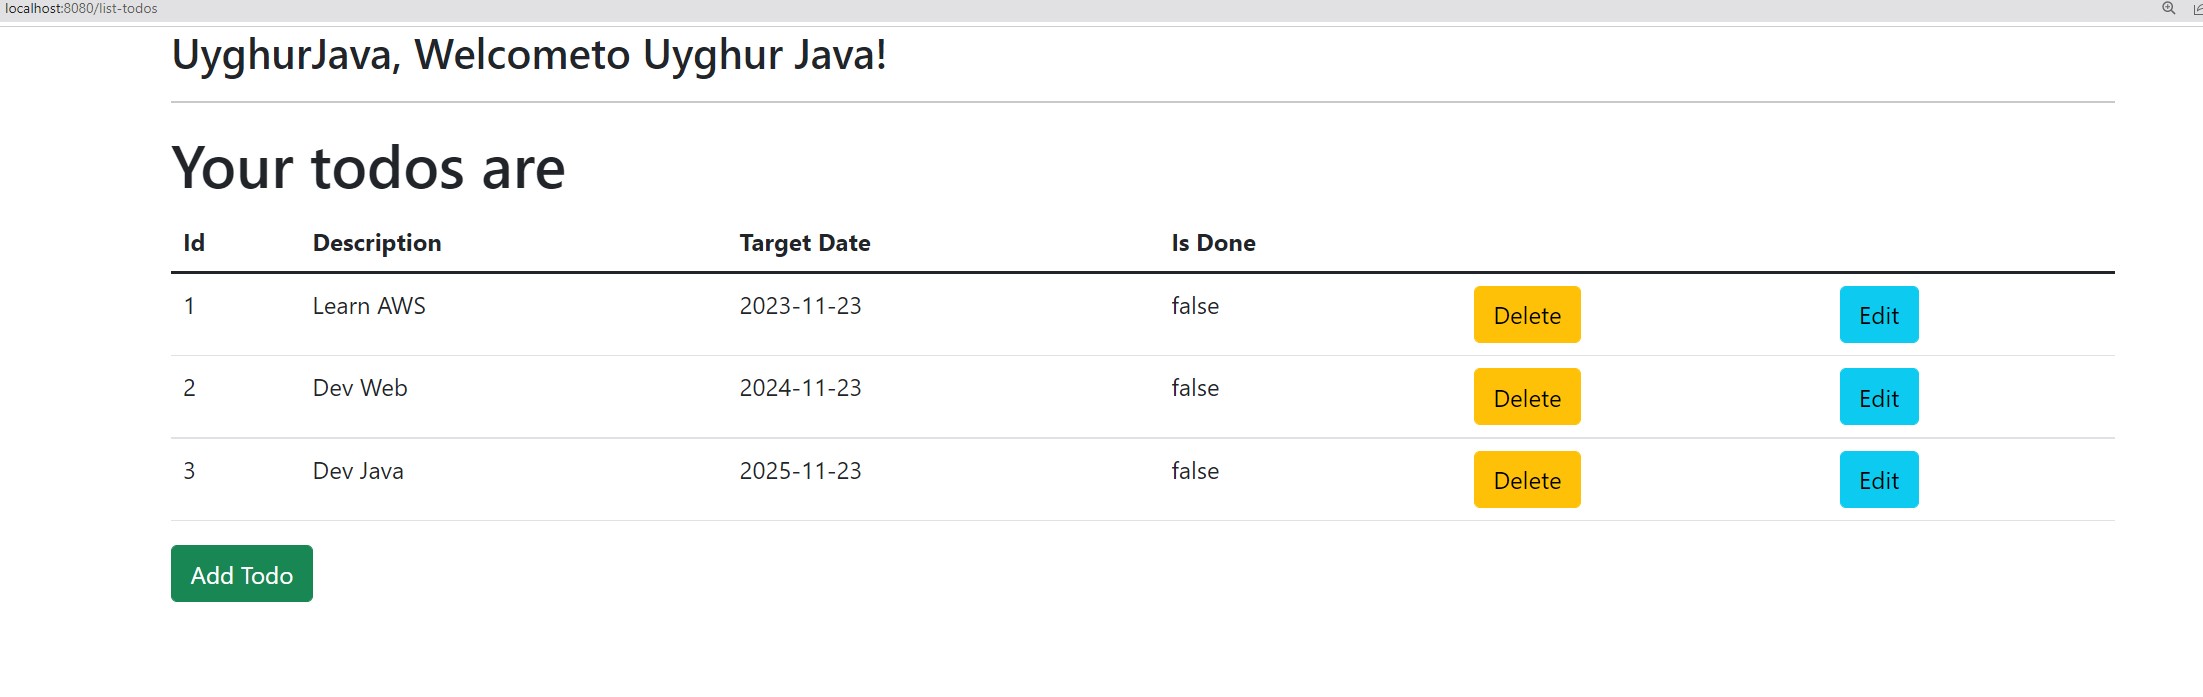 localhost:8080/list-todos
UyghurJava, Welcometo Uyghur Java!
Your todos are
Id Description Target Date Is Done
1 Learn AWS 2023-11-23 false Delete Edit
2 Dev Web 2024-11-23 false Delete Edit
3 Dev Java 2025-11-23 false Delete Edit
Add Todo